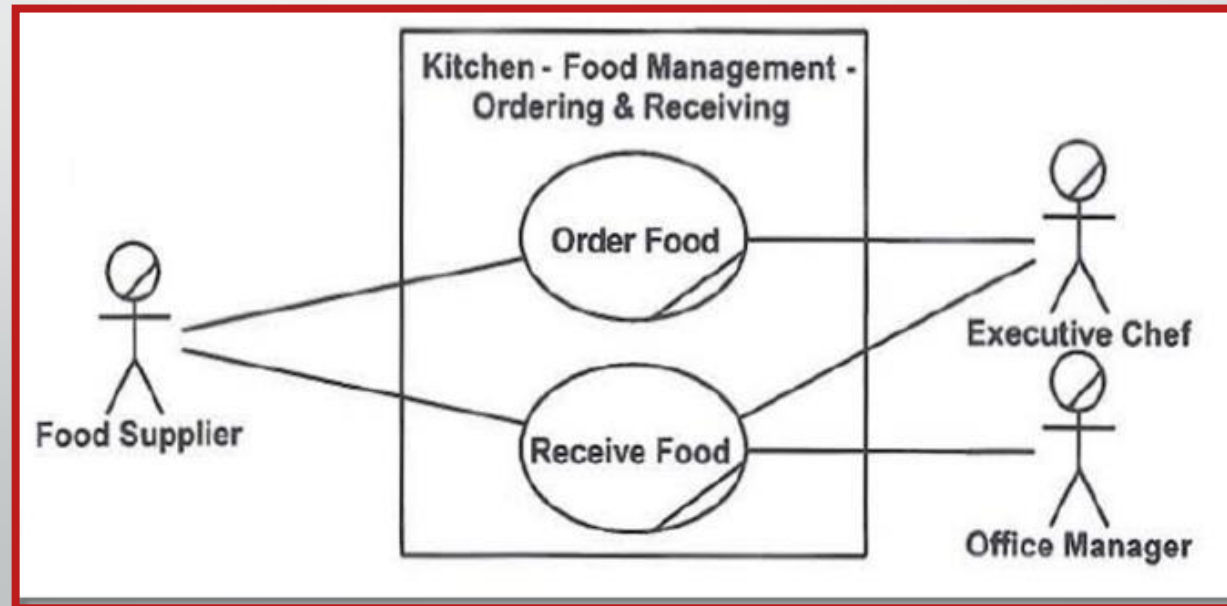 Kitchen - Food Management -
Ordering & Receiving
Order Food
Executive Chef
Food Supplier
Receive Food
Office Manager